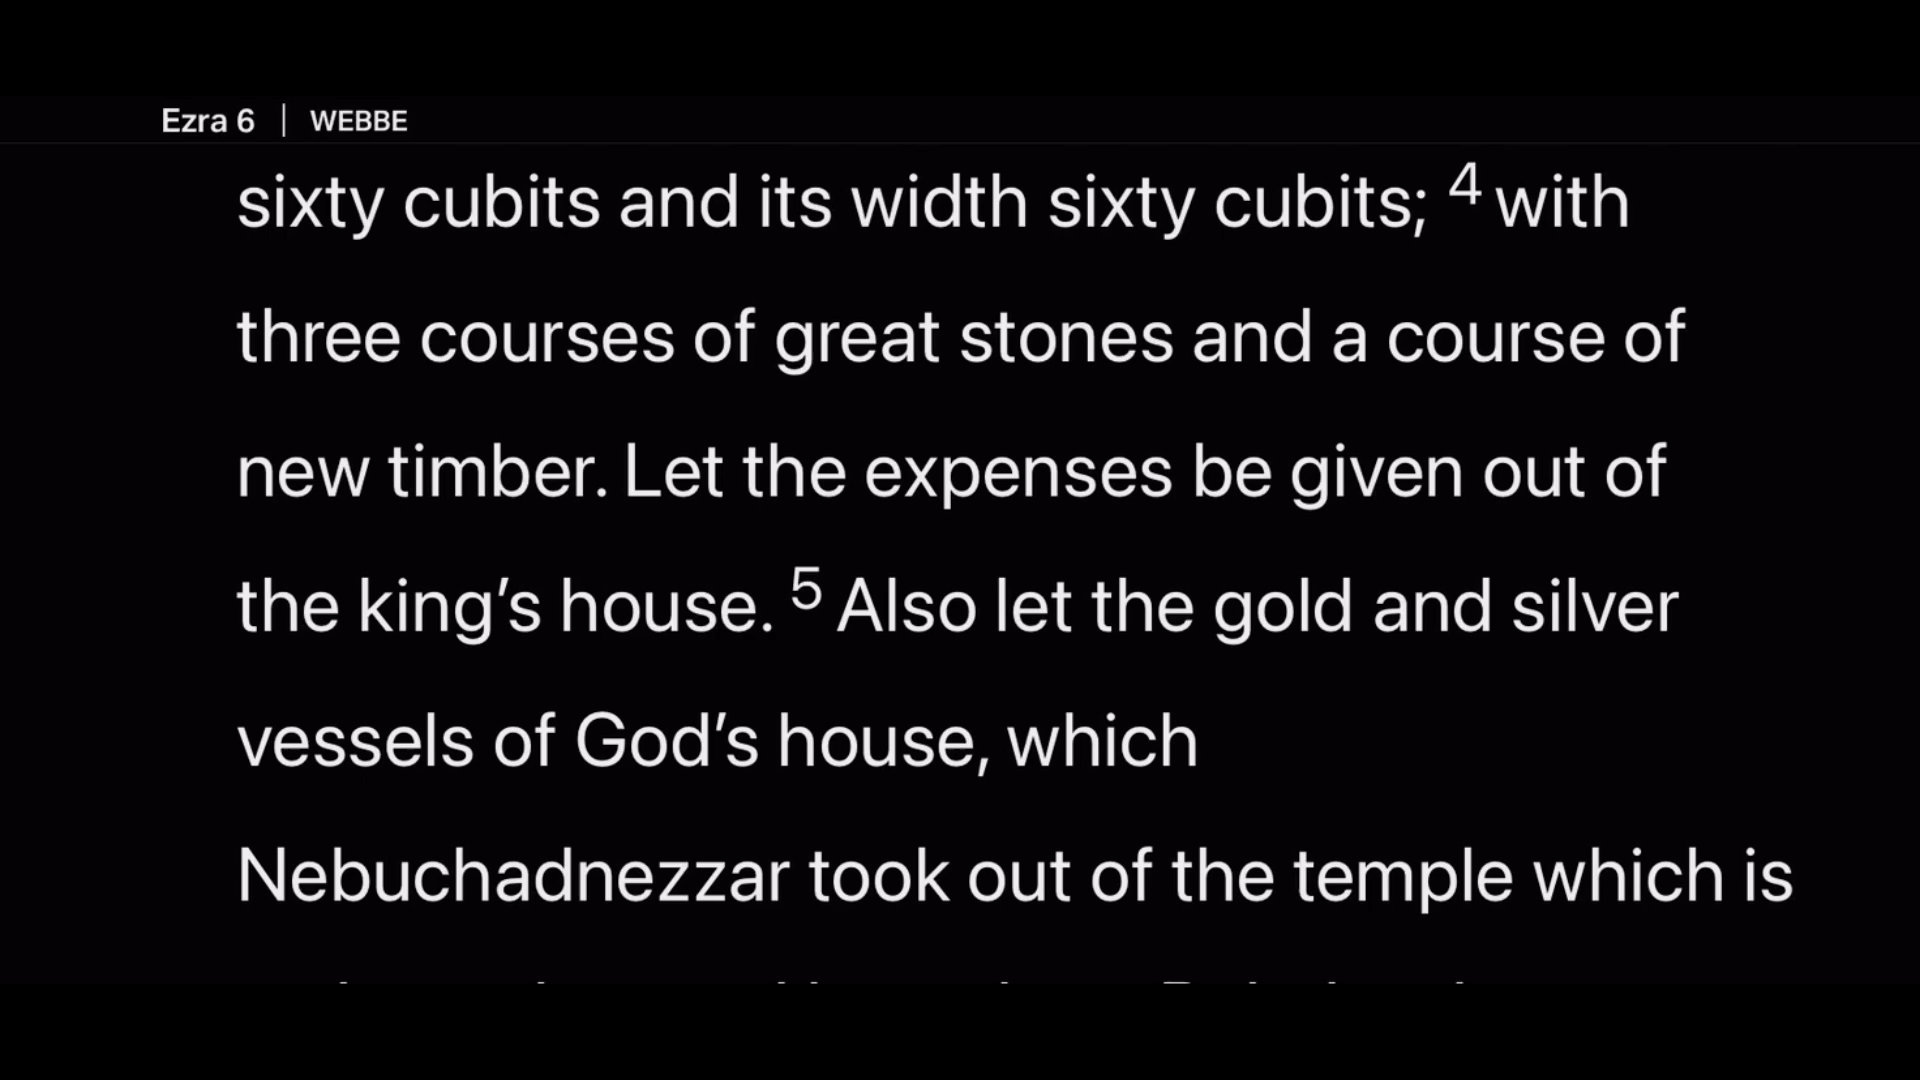 Ezra 6 | WEBBE
sixty cubits and its width sixty cubits; 4 with
three courses of great stones and a course of
new timber. Let the expenses be given out of
the king’s house. 5 Also let the gold and silver
vessels of God’s house, which
Nebuchadnezzar took out of the temple which is